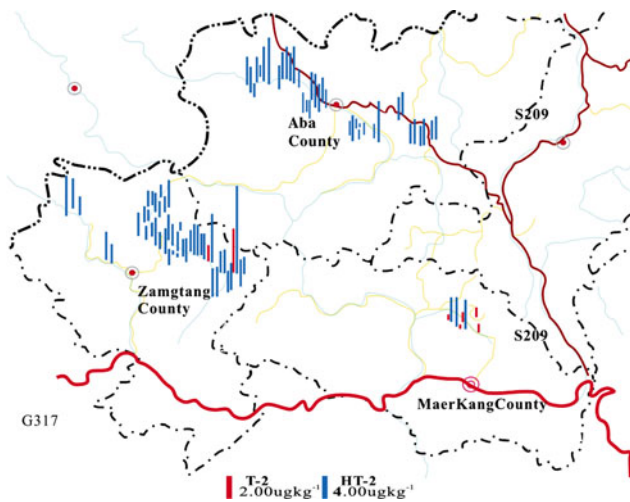 S209
Aba
County
Zamgtang
County
S209
MaerKangCounty
G317
T-2 HT-2
2.00ugkg⁻¹ 4.00ugkg⁻¹